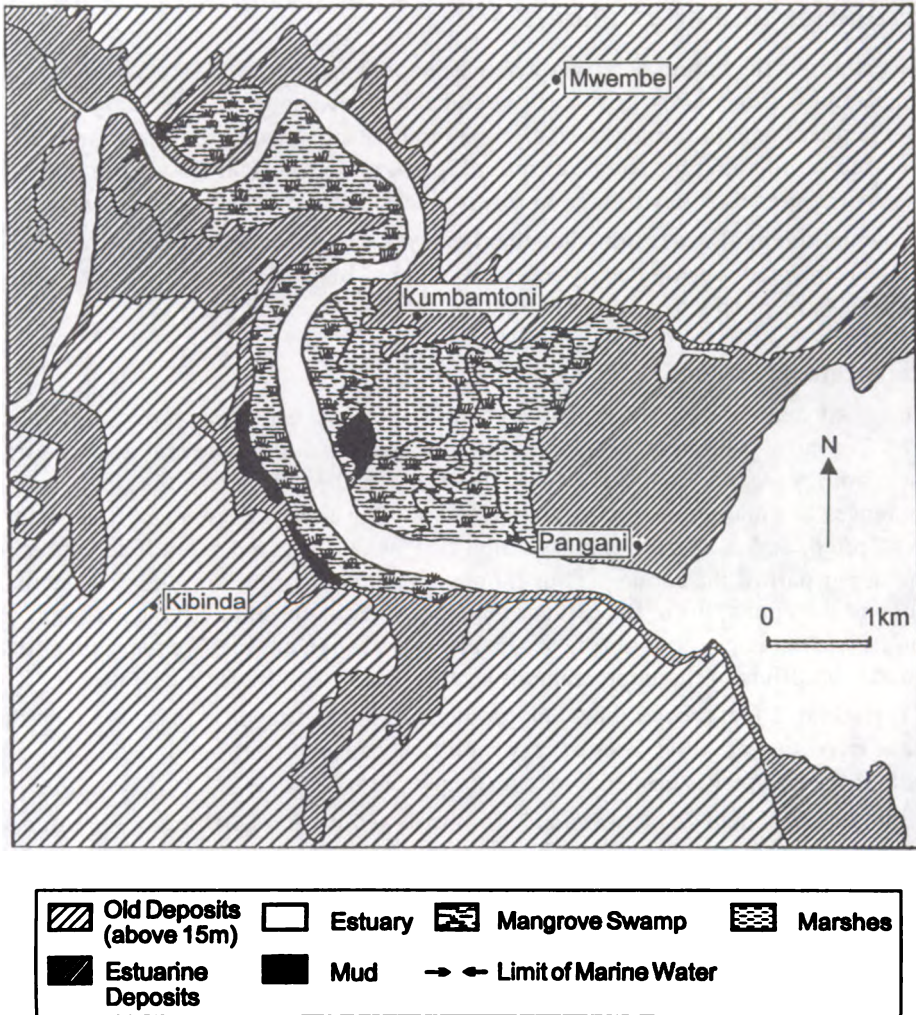 Mwembe
Kumbamtoni
N
Pangani
Kibinda
0 1km
Old Deposits
(above 15m)
Estuary
Mangrove Swamp
Marshes
Estuarine
Deposits
Mud
Limit of Marine Water